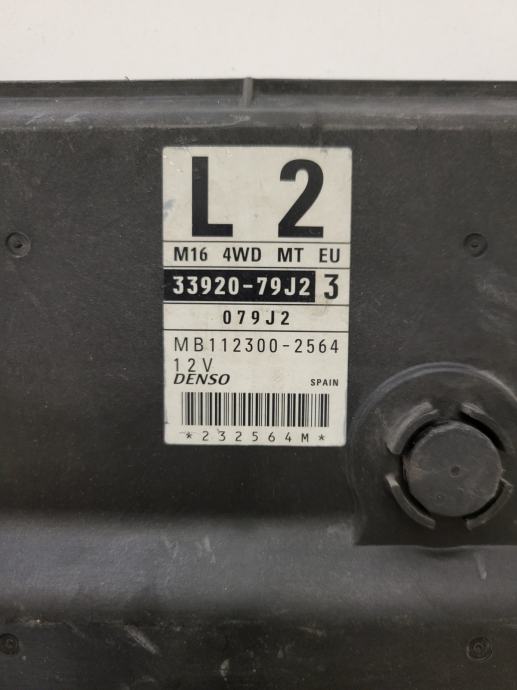 L 2
M16 4WD MT EU
33920-79J2 3
079J2
MB112300-2564
12V
DENSO SPAIN
*232564M*